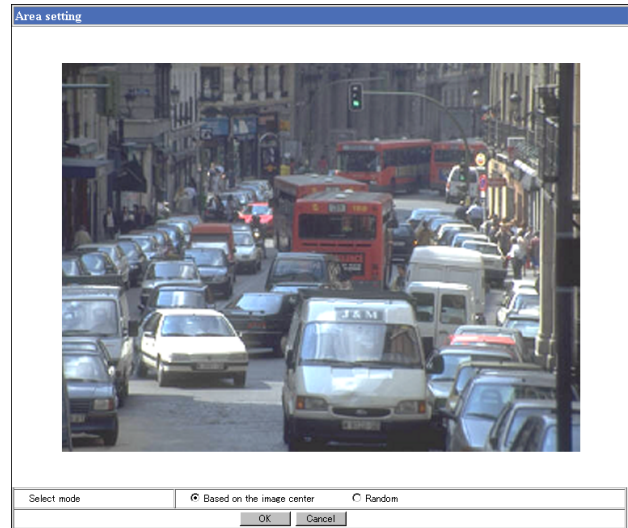 Area setting
J & M
Select mode
Based on the image center
Random
OK
Cancel